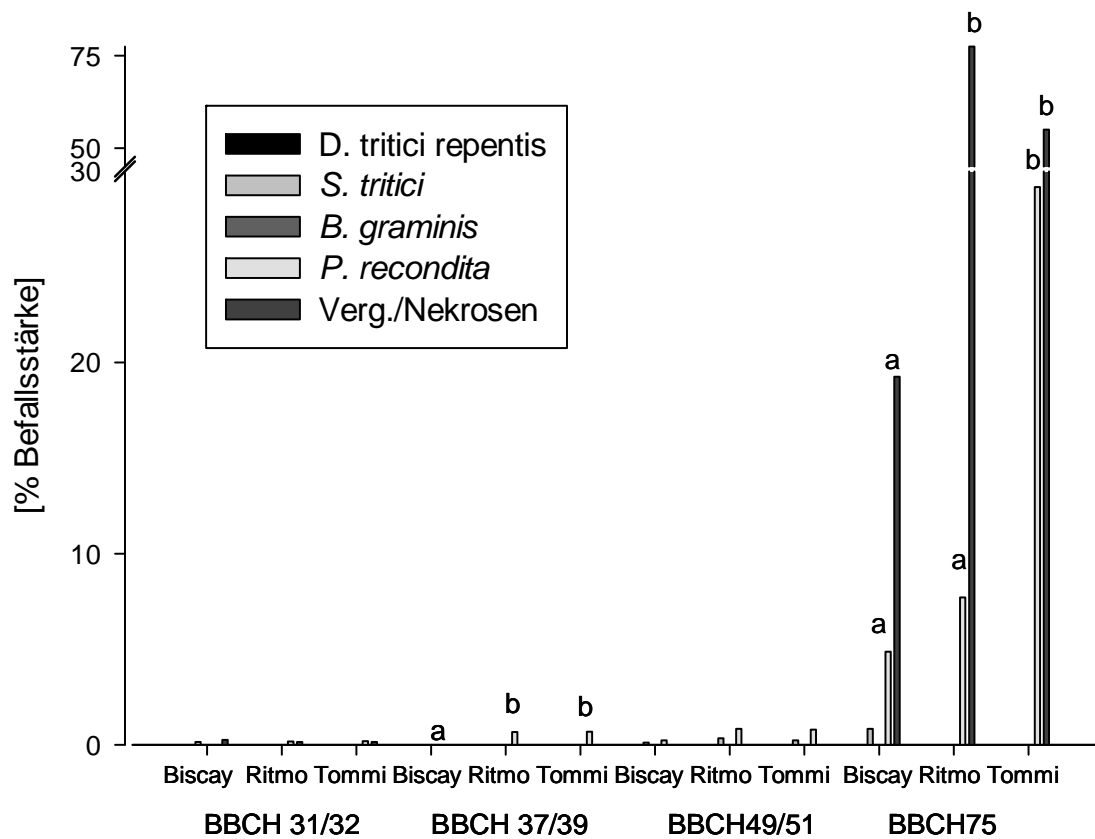 b
75
b
50
30
b
D. tritici repentis
S. tritici
B. graminis
P. recondita
Verg./Nekrosen
[% Befallsstärke]
20
a
10
a
a
b
b
a
0
Biscay Ritmo Tommi Biscay Ritmo Tommi Biscay Ritmo Tommi Biscay Ritmo Tommi
BBCH 31/32 BBCH 37/39 BBCH49/51 BBCH75